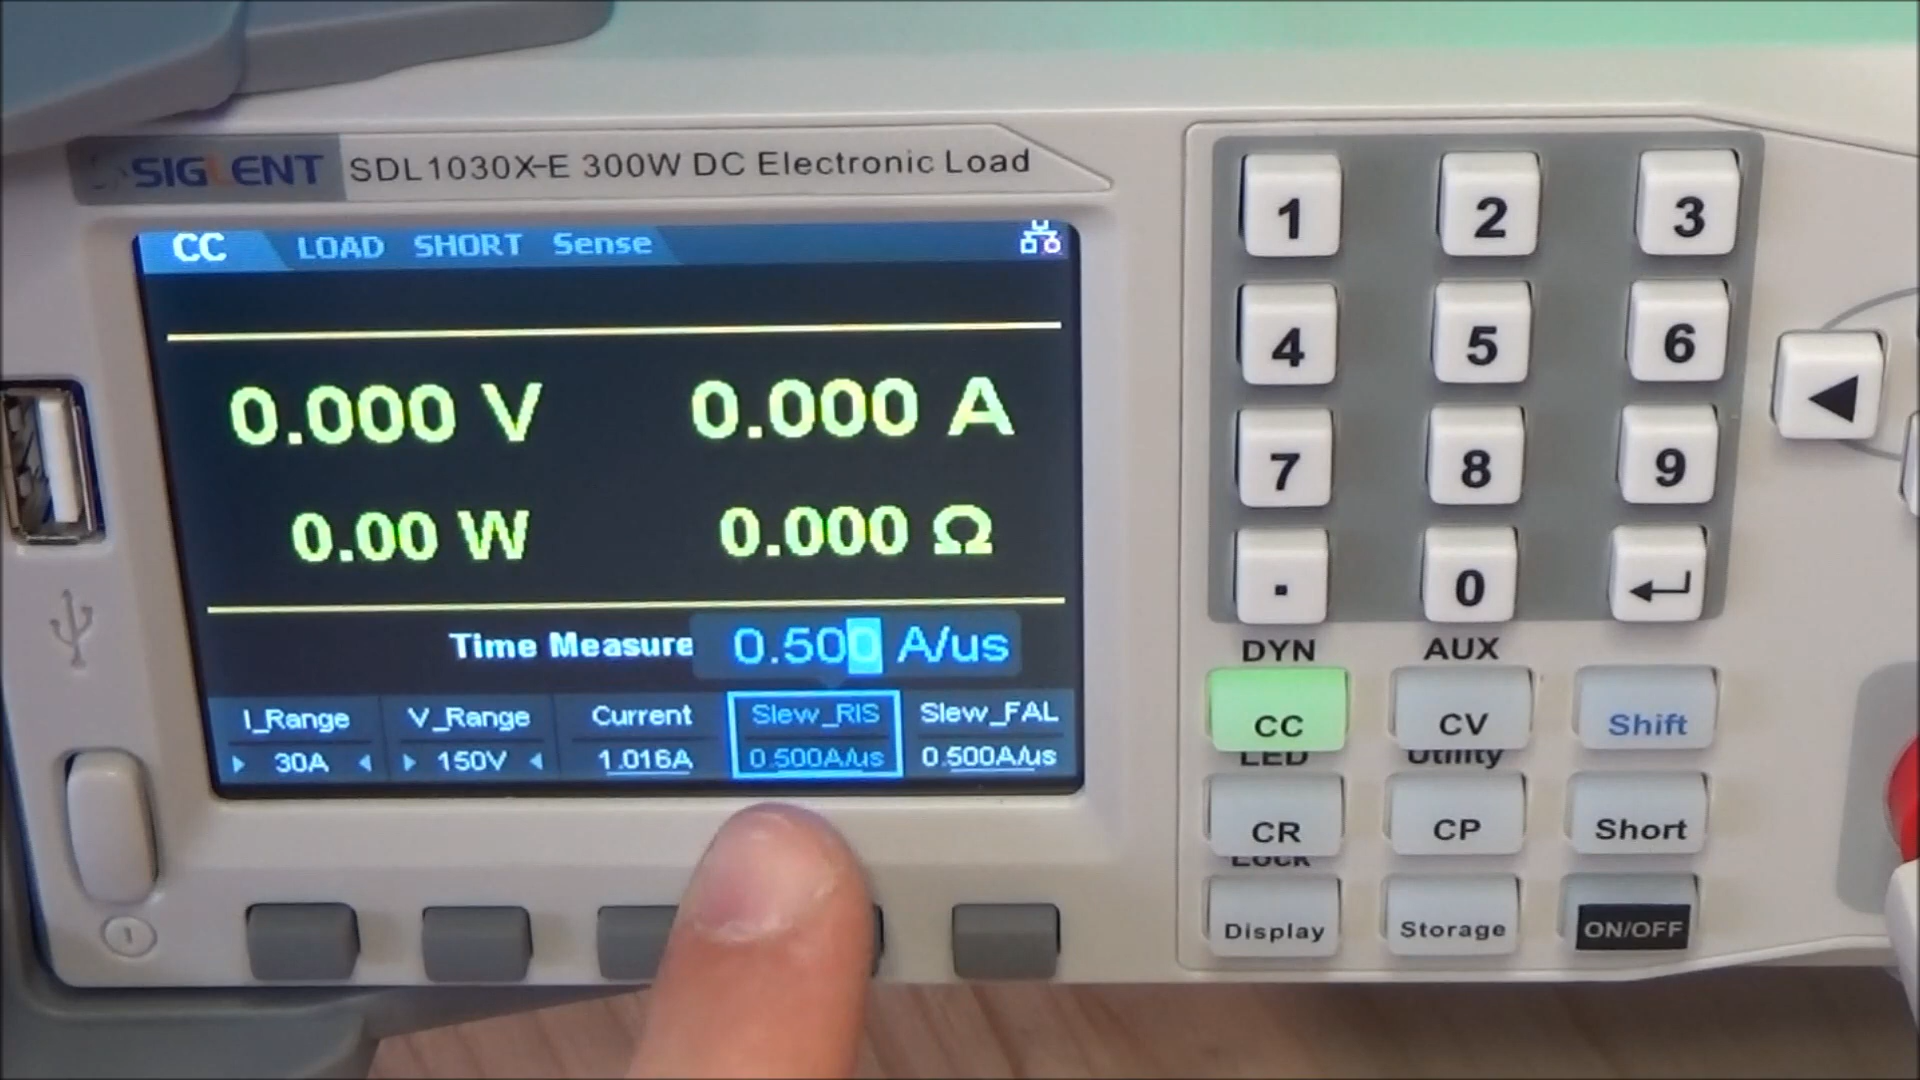 SIGLENT SDL1030X-E 300W DC Electronic Load
CC LOAD SHORT Sense
0.000 V 0.000 A
0.00 W 0.000 Ω
Time Measure 0.500 A/us
I_Range V_Range Current Slew_RIS Slew_FAL
30A 150V 1.016A 0.500A/us 0.500A/us
1 2 3
4 5 6
7 8 9
. 0
DYN AUX
CC CV Shift
LED Utility
CR CP Short
Lock
Display Storage ON/OFF